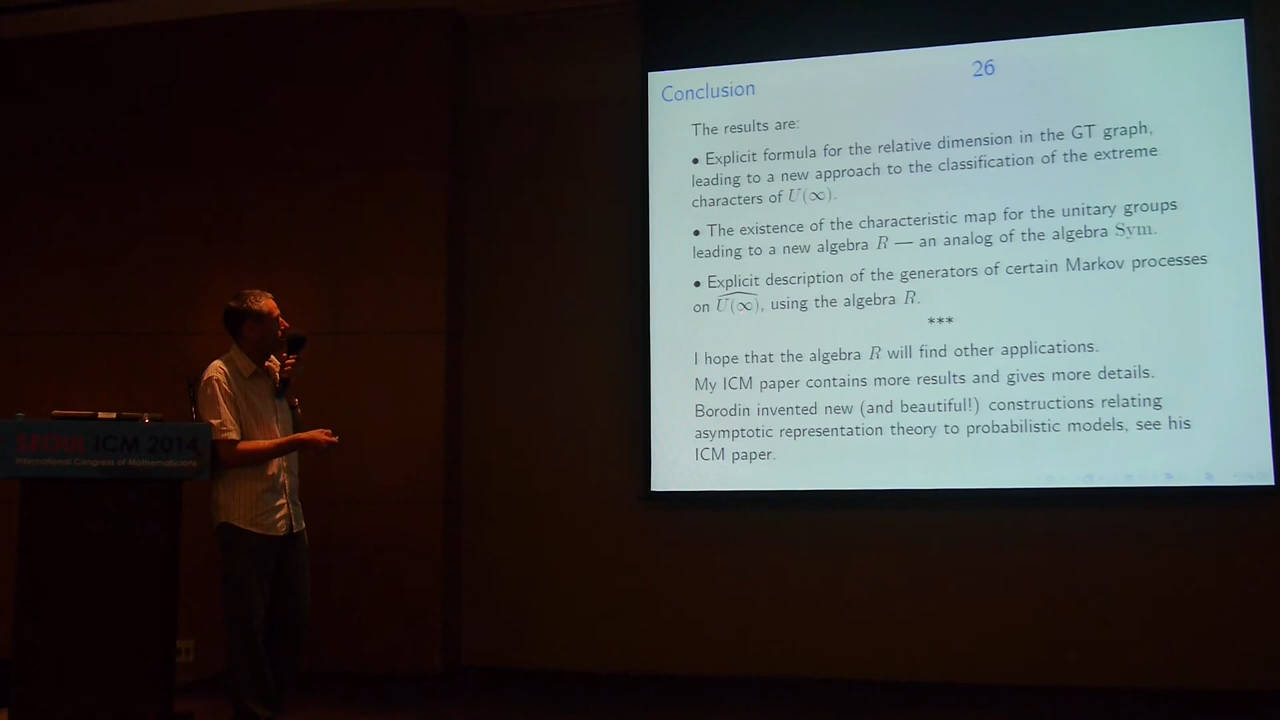 26
Conclusion
The results are:
• Explicit formula for the relative dimension in the GT graph,
leading to a new approach to the classification of the extreme
characters of U(∞).
• The existence of the characteristic map for the unitary groups
leading to a new algebra R — an analog of the algebra Sym.
• Explicit description of the generators of certain Markov processes
on \widehat{U(∞)}, using the algebra R.
***
I hope that the algebra R will find other applications.
My ICM paper contains more results and gives more details.
Borodin invented new (and beautiful!) constructions relating
asymptotic representation theory to probabilistic models, see his
ICM paper.
SEOUL ICM 2014
International Congress of Mathematicians